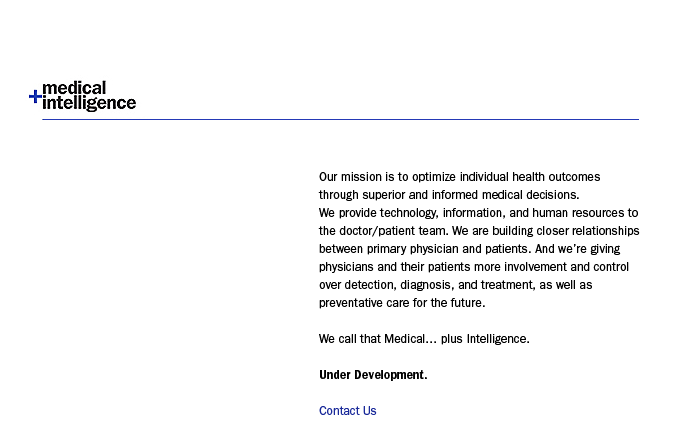 +medical
intelligence
Our mission is to optimize individual health outcomes
through superior and informed medical decisions.
We provide technology, information, and human resources to
the doctor/patient team. We are building closer relationships
between primary physician and patients. And we're giving
physicians and their patients more involvement and control
over detection, diagnosis, and treatment, as well as
preventative care for the future.
We call that Medical... plus Intelligence.
Under Development.
Contact Us